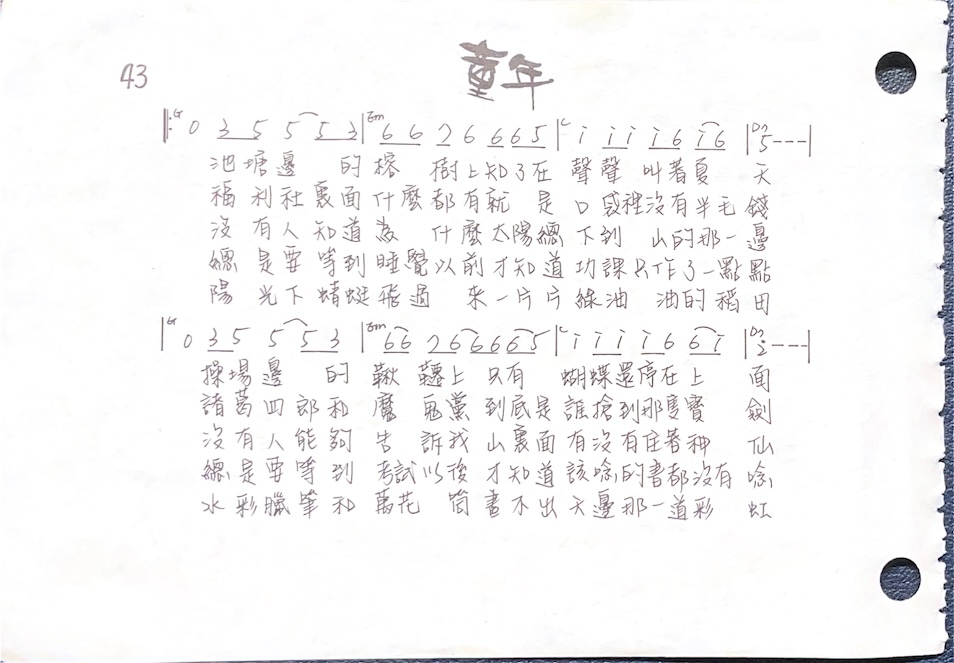 43
童年
G 0 3 5 5 5 3 | Em 6 6 2 6 6 6 5 | C i i i i 6 i 6 | D7 5 - - - |
池塘邊 的榕 樹上知了在 聲聲 叫著夏 天
福利社裏面什麼都有就 是口袋裡沒有半毛錢
沒有人知道為 什麼太陽總 下到 山的那一邊
總是要等到睡覺以前才知道功課只作了一點點
陽 光下蜻蜓飛過 來一片片綠油 油的稻田
G 0 3 5 5 5 3 | Em 6 6 2 6 6 6 6 5 | C i i i i 6 6 i | D7 2 - - - |
操場邊 的 鞦 韆上 只有 蝴蝶還停在上 面
諸葛四郎和 魔 鬼黨 到底是誰搶到那隻寶 劍
沒有人能夠 告 訴我 山裏面有沒有住著神 仙
總是要等到 考試以後 才知道該唸的書都沒有唸
水彩臘筆和 萬花 筒畫不出天邊那一道彩 虹